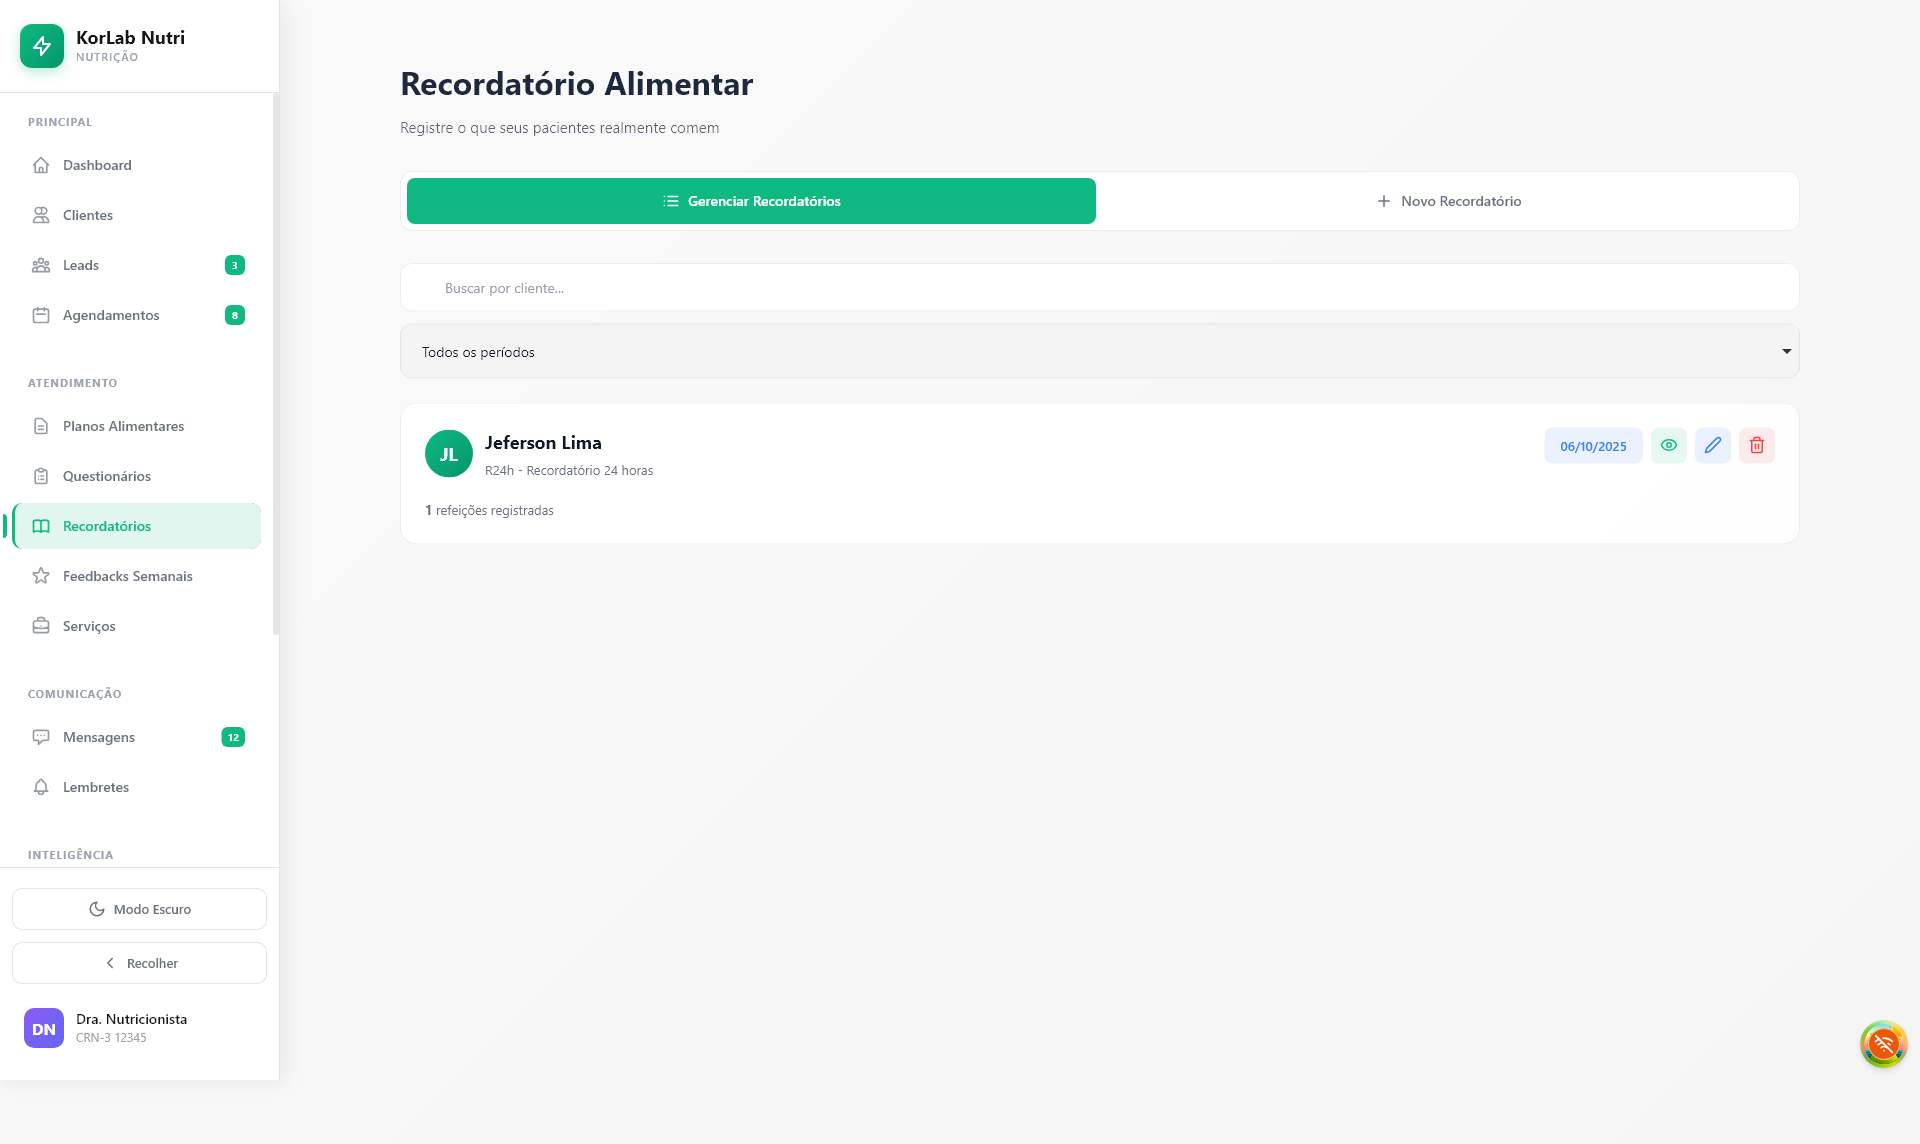 KorLab Nutri
NUTRIÇÃO
PRINCIPAL
Dashboard
Clientes
Leads
3
Agendamentos
8
ATENDIMENTO
Planos Alimentares
Questionários
Recordatórios
Feedbacks Semanais
Serviços
COMUNICAÇÃO
Mensagens
12
Lembretes
INTELIGÊNCIA
Modo Escuro
Recolher
DN
Dra. Nutricionista
CRN-3 12345
Recordatório Alimentar
Registre o que seus pacientes realmente comem
Gerenciar Recordatórios
Novo Recordatório
Buscar por cliente...
Todos os períodos
JL
Jeferson Lima
R24h - Recordatório 24 horas
06/10/2025
1 refeições registradas